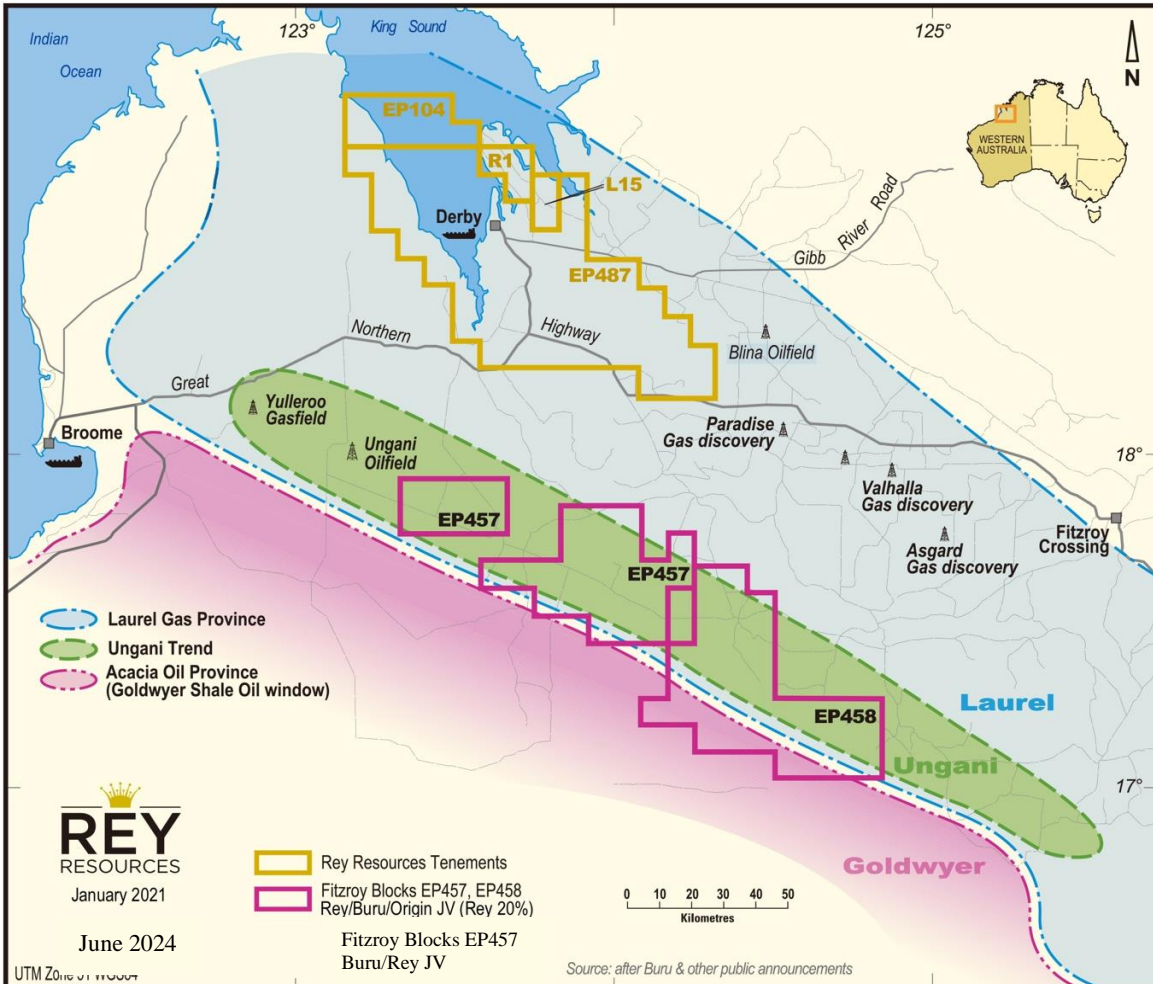 Indian
Ocean
123°
King Sound
125°
N
EP104
R1
L15
WESTERN
AUSTRALIA
Derby
Gibb River Road
EP487
Northern
Highway
Great
Blina Oilfield
Yulleroo
Gasfield
Broome
Ungani
Oilfield
Paradise
Gas discovery
18°
Valhalla
Gas discovery
EP457
Fitzroy
Crossing
Asgard
Gas discovery
EP457
Laurel Gas Province
Ungani Trend
Acacia Oil Province
(Goldwyer Shale Oil window)
Laurel
EP458
Ungani
17°
Goldwyer
REY
RESOURCES
January 2021
June 2024
Rey Resources Tenements
Fitzroy Blocks EP457, EP458
Rey/Buru/Origin JV (Rey 20%)
Fitzroy Blocks EP457
Buru/Rey JV
0 10 20 30 40 50
Kilometres
UTM Zone
Source: after Buru & other public announcements